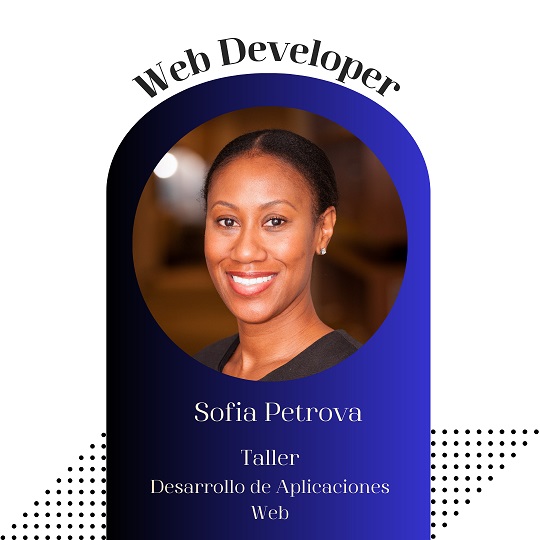 Web Developer
Sofia Petrova
Taller
Desarrollo de Aplicaciones
Web